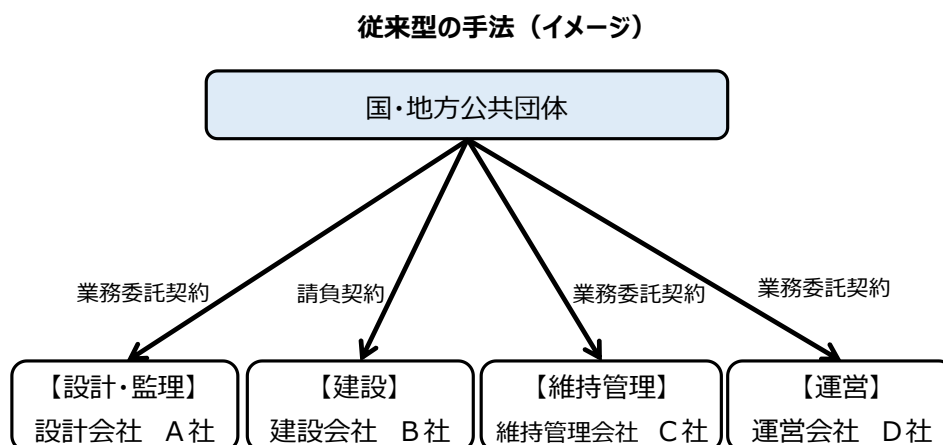 従来型の手法（イメージ）
国・地方公共団体
業務委託契約
請負契約
業務委託契約
業務委託契約
【設計・監理】
設計会社　A社
【建設】
建設会社　B社
【維持管理】
維持管理会社　C社
【運営】
運営会社　D社